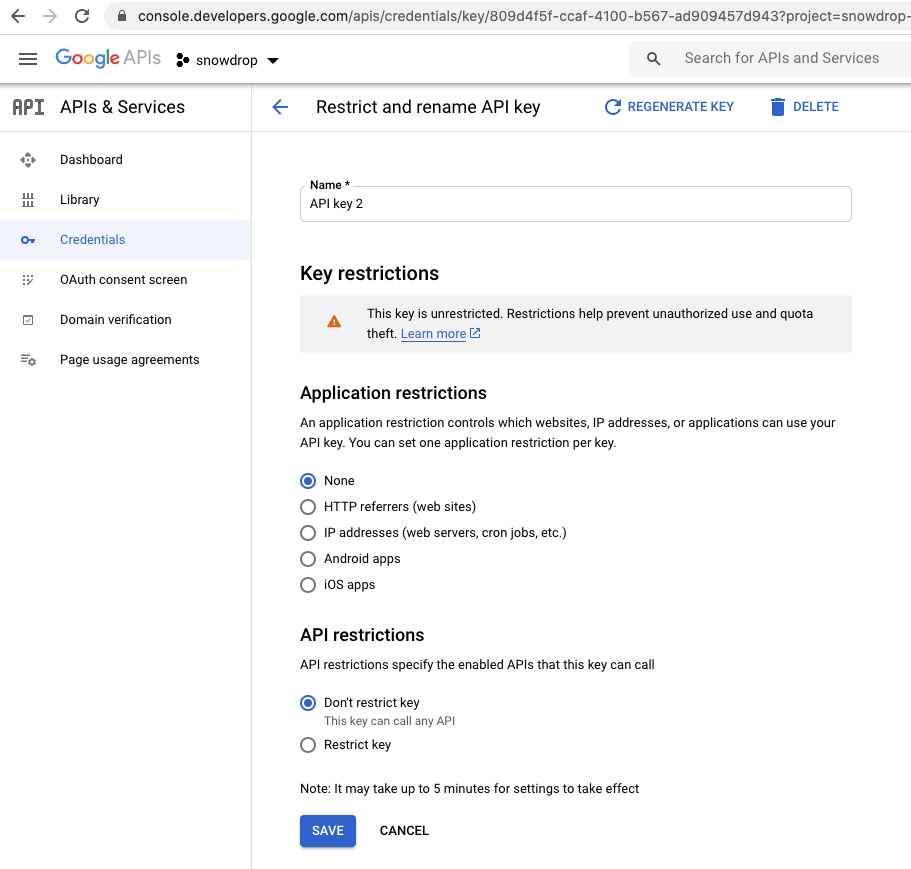 console.developers.google.com/apis/credentials/key/809d4f5f-ccaf-4100-b567-ad909457d943?project=snowdrop-
Google APIs
snowdrop
Search for APIs and Services
API APIs & Services
Restrict and rename API key
REGENERATE KEY
DELETE
Dashboard
Library
Credentials
OAuth consent screen
Domain verification
Page usage agreements
Name *
API key 2
Key restrictions
This key is unrestricted. Restrictions help prevent unauthorized use and quota
theft. Learn more
Application restrictions
An application restriction controls which websites, IP addresses, or applications can use your
API key. You can set one application restriction per key.
None
HTTP referrers (web sites)
IP addresses (web servers, cron jobs, etc.)
Android apps
iOS apps
API restrictions
API restrictions specify the enabled APIs that this key can call
Don't restrict key
This key can call any API
Restrict key
Note: It may take up to 5 minutes for settings to take effect
SAVE
CANCEL